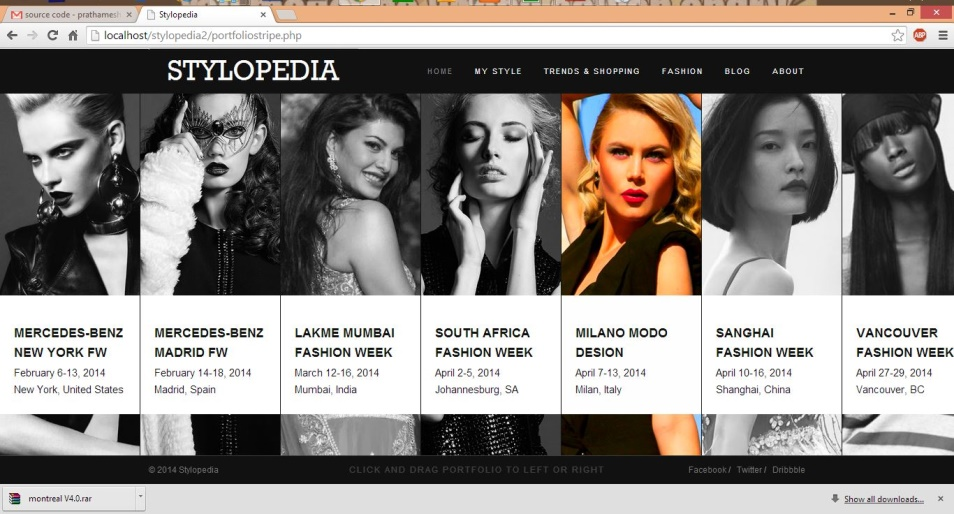 source code - prathamesh
Stylopedia
localhost/stylopedia2/portfoliostripe.php
ABP
STYLOPEDIA
HOME MY STYLE TRENDS & SHOPPING FASHION BLOG ABOUT
MERCEDES-BENZ
NEW YORK FW
February 6-13, 2014
New York, United States
MERCEDES-BENZ
MADRID FW
February 14-18, 2014
Madrid, Spain
LAKME MUMBAI
FASHION WEEK
March 12-16, 2014
Mumbai, India
SOUTH AFRICA
FASHION WEEK
April 2-5, 2014
Johannesburg, SA
MILANO MODO
DESIGN
April 7-13, 2014
Milan, Italy
SANGHAI
FASHION WEEK
April 10-16, 2014
Shanghai, China
VANCOUVER
FASHION WEEK
April 27-29, 2014
Vancouver, BC
© 2014 Stylopedia
CLICK AND DRAG PORTFOLIO TO LEFT OR RIGHT
Facebook / Twitter / Dribbble
montreal V4.0.rar
Show all downloads...